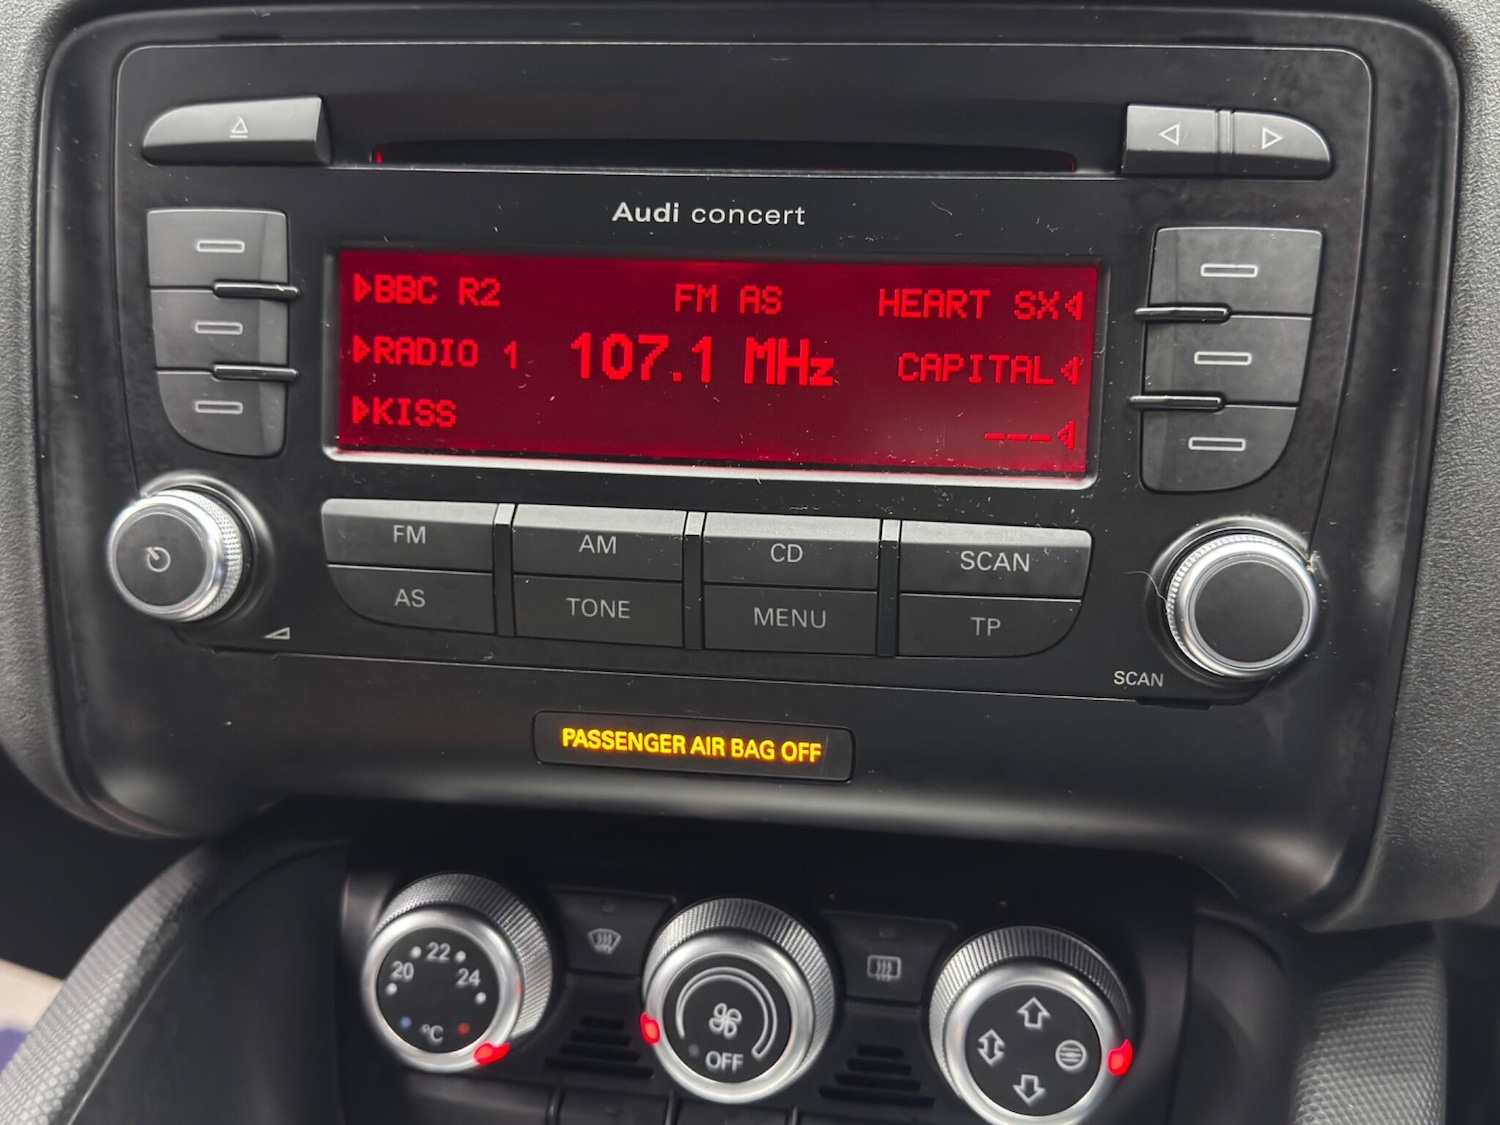 Audi concert
BBC R2 FM AS HEART SX
RADIO 1 107.1 MHz CAPITAL
KISS ---
FM AM CD SCAN
AS TONE MENU TP
SCAN
PASSENGER AIR BAG OFF
20 22 24
°C
OFF